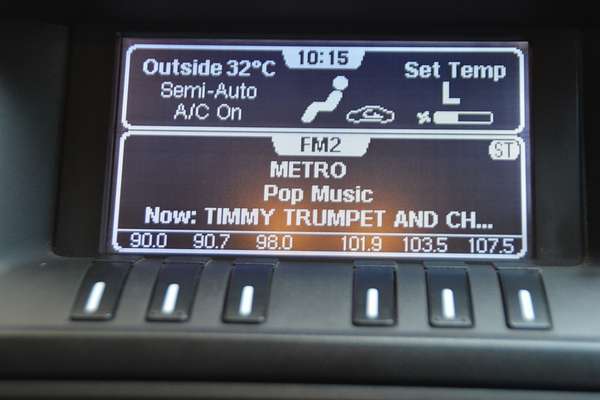 10:15
Outside 32°C
Set Temp
Semi-Auto
L
A/C On
FM2
ST
METRO
Pop Music
Now: TIMMY TRUMPET AND CH...
90.0 90.7 98.0 101.9 103.5 107.5